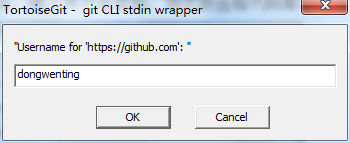 TortoiseGit - git CLI stdin wrapper
"Username for 'https://github.com': "
dongwenting
OK
Cancel